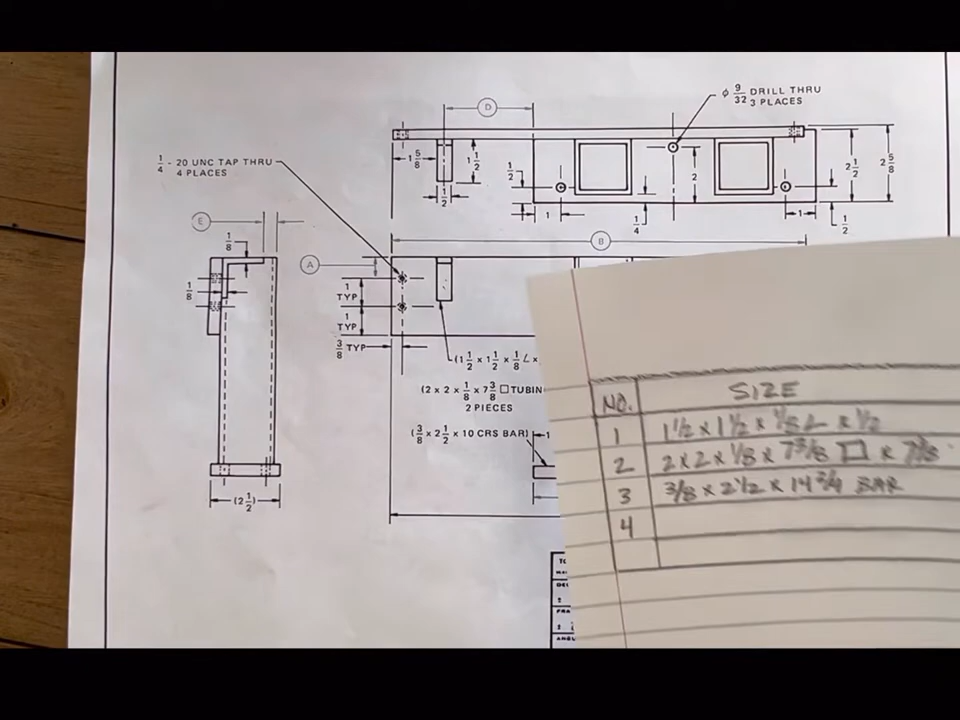 φ 9/32 DRILL THRU
3 PLACES
D
1/4 - 20 UNC TAP THRU
4 PLACES
1 5/8
1 1/2
1/2
1/2
1
1/4
2
1
1/2
2 1/2
2 5/8
E
1/8
1/8
A
B
1
TYP
1
TYP
3/8 TYP
(1 1/2 x 1 1/2 x 1/8 L x
(2 x 2 x 1/8 x 7 3/8 □ TUBIN
2 PIECES
(3/8 x 2 1/2 x 10 CRS BAR)
(2 1/2)
NO. SIZE
1 1 1/2 x 1 1/2 x 1/8 L x 1/2
2 2 x 2 x 1/8 x 7 3/8 □ x 7 3/8
3 3/8 x 2 1/2 x 14 3/4 BAR
4